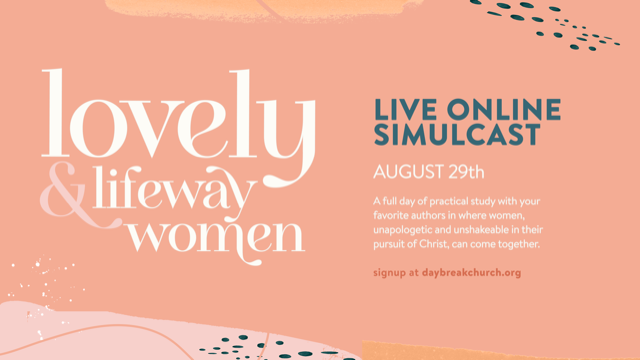 lovely
& lifeway
women
LIVE ONLINE
SIMULCAST
AUGUST 29th
A full day of practical study with your
favorite authors in where women,
unapologetic and unshakeable in their
pursuit of Christ, can come together.
signup at daybreakchurch.org